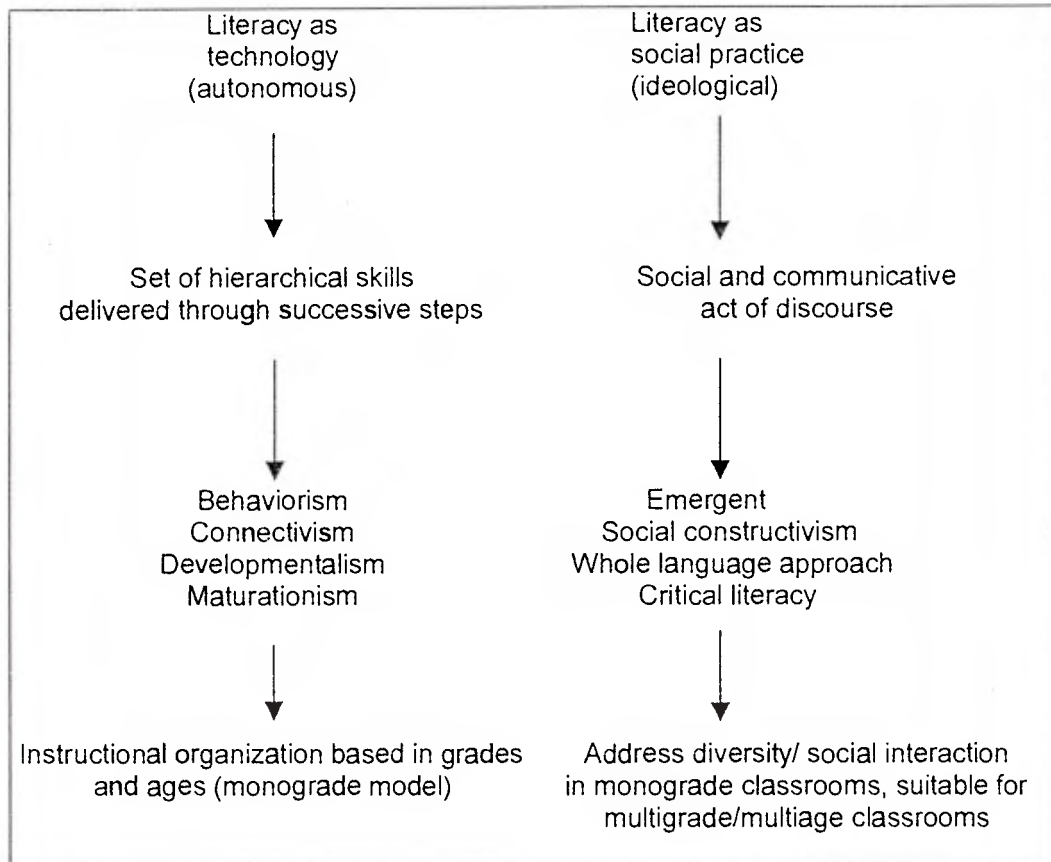 Literacy as
technology
(autonomous)
Set of hierarchical skills
delivered through successive steps
Behaviorism
Connectivism
Developmentalism
Maturationism
Instructional organization based in grades
and ages (monograde model)
Literacy as
social practice
(ideological)
Social and communicative
act of discourse
Emergent
Social constructivism
Whole language approach
Critical literacy
Address diversity/ social interaction
in monograde classrooms, suitable for
multigrade/multiage classrooms